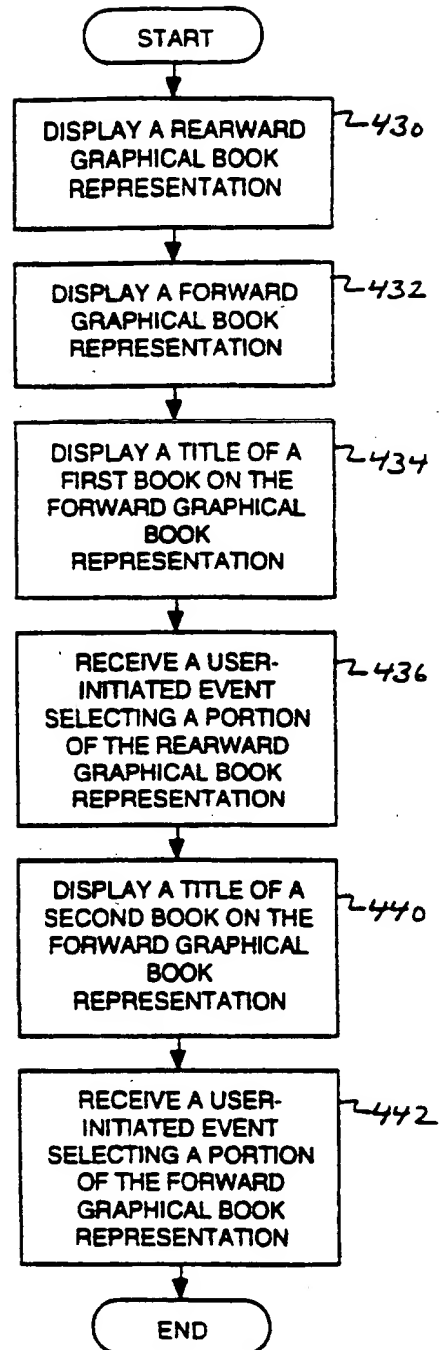 START
DISPLAY A REARWARD
GRAPHICAL BOOK
REPRESENTATION
430
DISPLAY A FORWARD
GRAPHICAL BOOK
REPRESENTATION
432
DISPLAY A TITLE OF A
FIRST BOOK ON THE
FORWARD GRAPHICAL
BOOK
REPRESENTATION
434
RECEIVE A USER-
INITIATED EVENT
SELECTING A PORTION
OF THE REARWARD
GRAPHICAL BOOK
REPRESENTATION
436
DISPLAY A TITLE OF A
SECOND BOOK ON THE
FORWARD GRAPHICAL
BOOK
REPRESENTATION
440
RECEIVE A USER-
INITIATED EVENT
SELECTING A PORTION
OF THE FORWARD
GRAPHICAL BOOK
REPRESENTATION
442
END